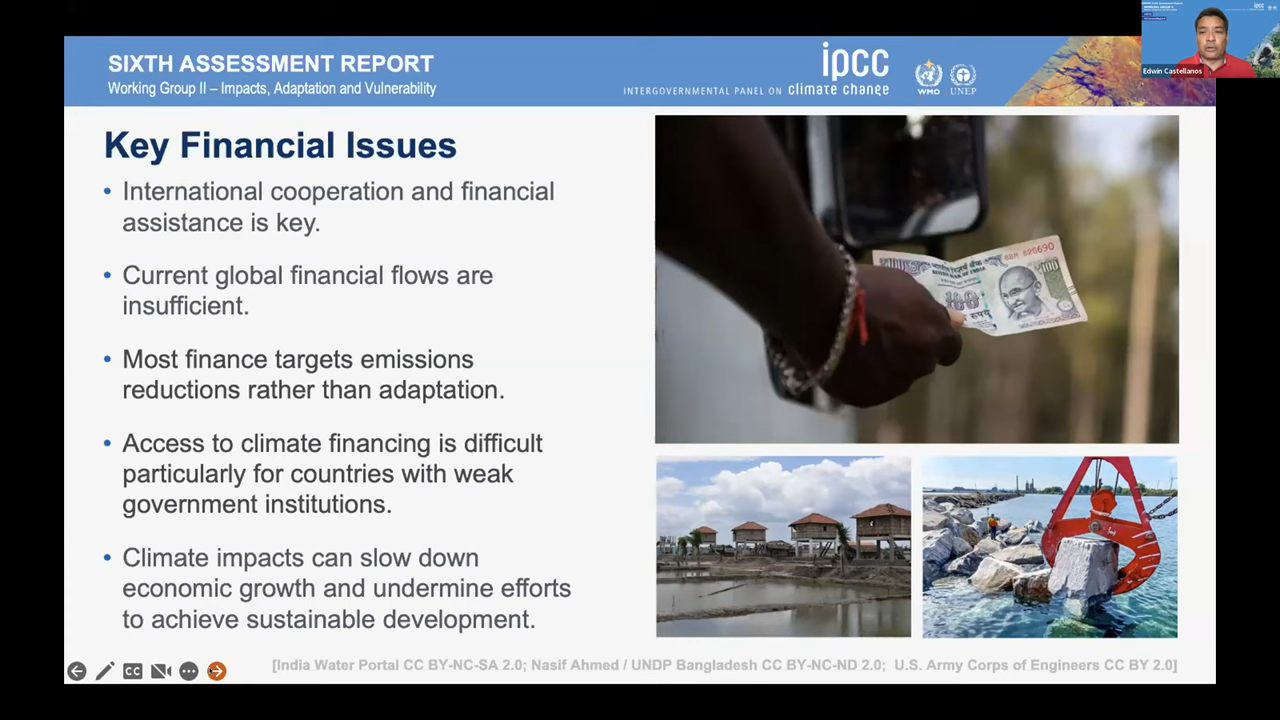 SIXTH ASSESSMENT REPORT
Working Group II – Impacts, Adaptation and Vulnerability
INTERGOVERNMENTAL PANEL ON climate change
ipcc
WMO
UNEP
Edwin Castellanos
Key Financial Issues
• International cooperation and financial
assistance is key.
• Current global financial flows are
insufficient.
• Most finance targets emissions
reductions rather than adaptation.
• Access to climate financing is difficult
particularly for countries with weak
government institutions.
• Climate impacts can slow down
economic growth and undermine efforts
to achieve sustainable development.
100
CC
[India Water Portal CC BY-NC-SA 2.0; Nasif Ahmed / UNDP Bangladesh CC BY-NC-ND 2.0; U.S. Army Corps of Engineers CC BY 2.0]